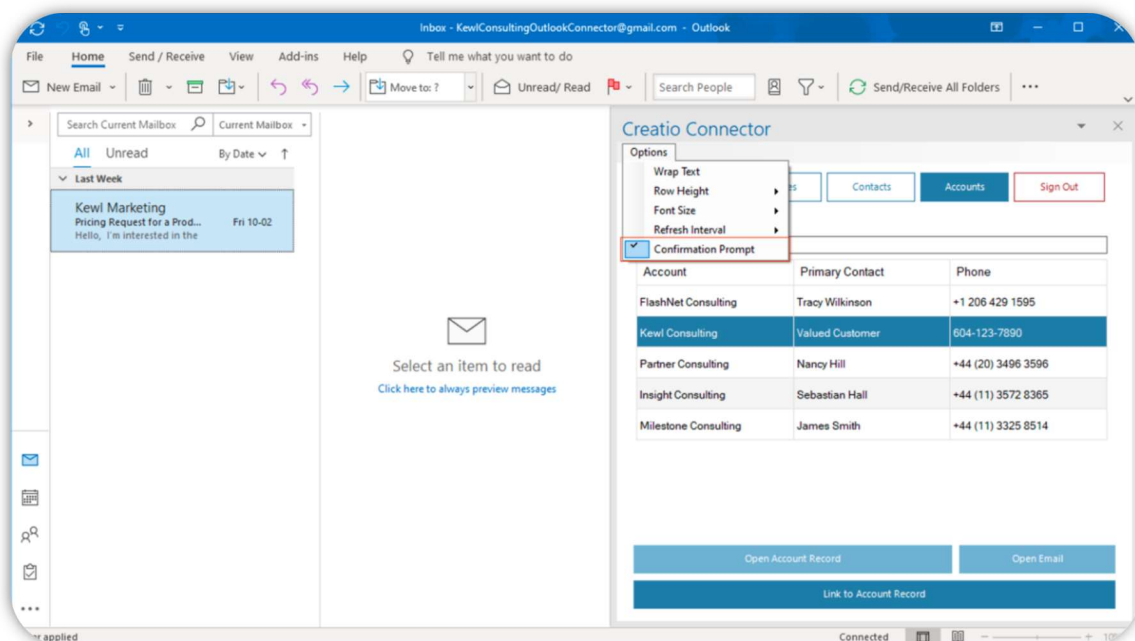 Inbox - KewlConsultingOutlookConnector@gmail.com - Outlook
File Home Send / Receive View Add-ins Help Tell me what you want to do
New Email Move to: ? Unread/ Read Search People Send/Receive All Folders
Search Current Mailbox Current Mailbox
All Unread By Date
Last Week
Kewl Marketing
Pricing Request for a Prod... Fri 10-02
Hello, I'm interested in the
Select an item to read
Click here to always preview messages
Creatio Connector
Options
Wrap Text
Row Height
Font Size
Refresh Interval
Confirmation Prompt
Contacts Accounts Sign Out
Account Primary Contact Phone
FlashNet Consulting Tracy Wilkinson +1 206 429 1595
Kewl Consulting Valued Customer 604-123-7890
Partner Consulting Nancy Hill +44 (20) 3496 3596
Insight Consulting Sebastian Hall +44 (11) 3572 8365
Milestone Consulting James Smith +44 (11) 3325 8514
Open Account Record Open Email
Link to Account Record
applied Connected